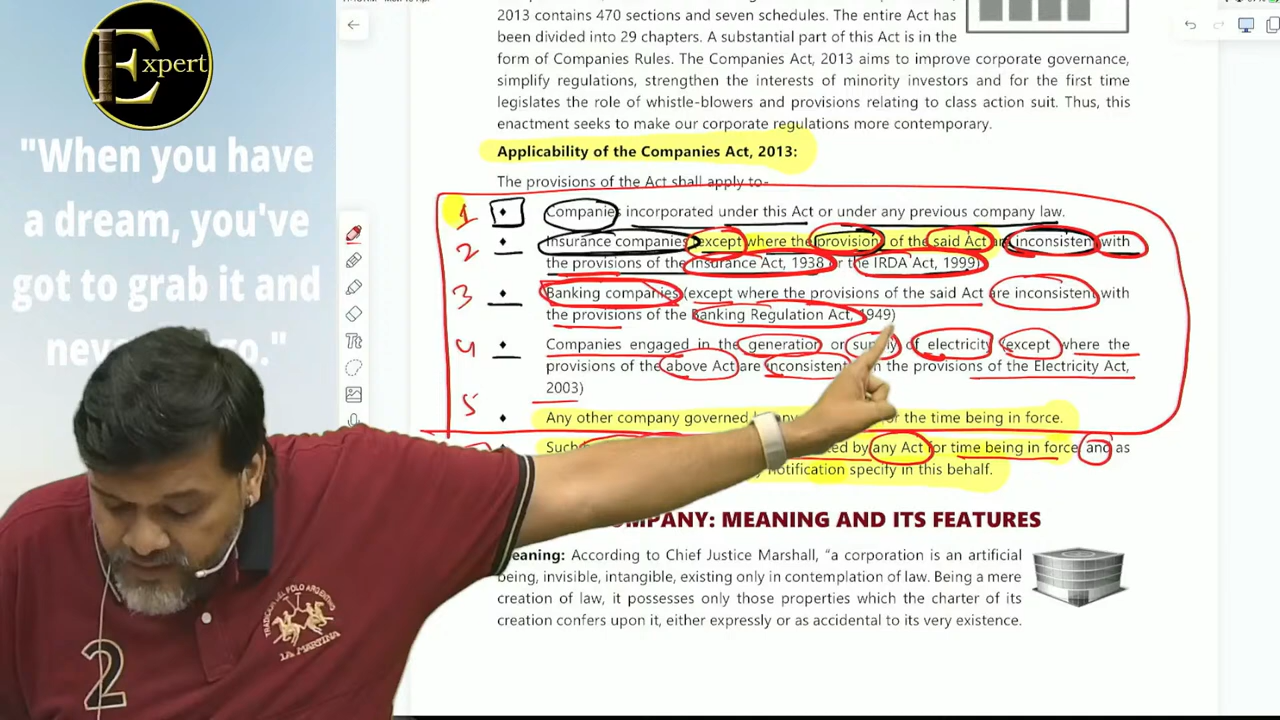 Expert
"When you have
a dream, you've
got to grab it and
go."
2013 contains 470 sections and seven schedules. The entire Act has
been divided into 29 chapters. A substantial part of this Act is in the
form of Companies Rules. The Companies Act, 2013 aims to improve corporate governance,
simplify regulations, strengthen the interests of minority investors and for the first time
legislates the role of whistle-blowers and provisions relating to class action suit. Thus, this
enactment seeks to make our corporate regulations more contemporary.
Applicability of the Companies Act, 2013:
The provisions of the Act shall apply to-
1 Companies incorporated under this Act or under any previous company law.
2 Insurance companies (except where the provisions of the said Act are inconsistent with
the provisions of the Insurance Act, 1938 or the IRDA Act, 1999)
3 Banking companies (except where the provisions of the said Act are inconsistent with
the provisions of the Banking Regulation Act, 1949)
4 Companies engaged in the generation or supply of electricity (except where the
provisions of the above Act are inconsistent the provisions of the Electricity Act,
2003)
5 Any other company governed for the time being in force.
Such by any Act for time being in force and as
notification specify in this behalf.
COMPANY: MEANING AND ITS FEATURES
Meaning: According to Chief Justice Marshall, "a corporation is an artificial
being, invisible, intangible, existing only in contemplation of law. Being a mere
creation of law, it possesses only those properties which the charter of its
creation confers upon it, either expressly or as accidental to its very existence.
TRADICION DEL POLO ARGENTINO
LA MARTINA
2